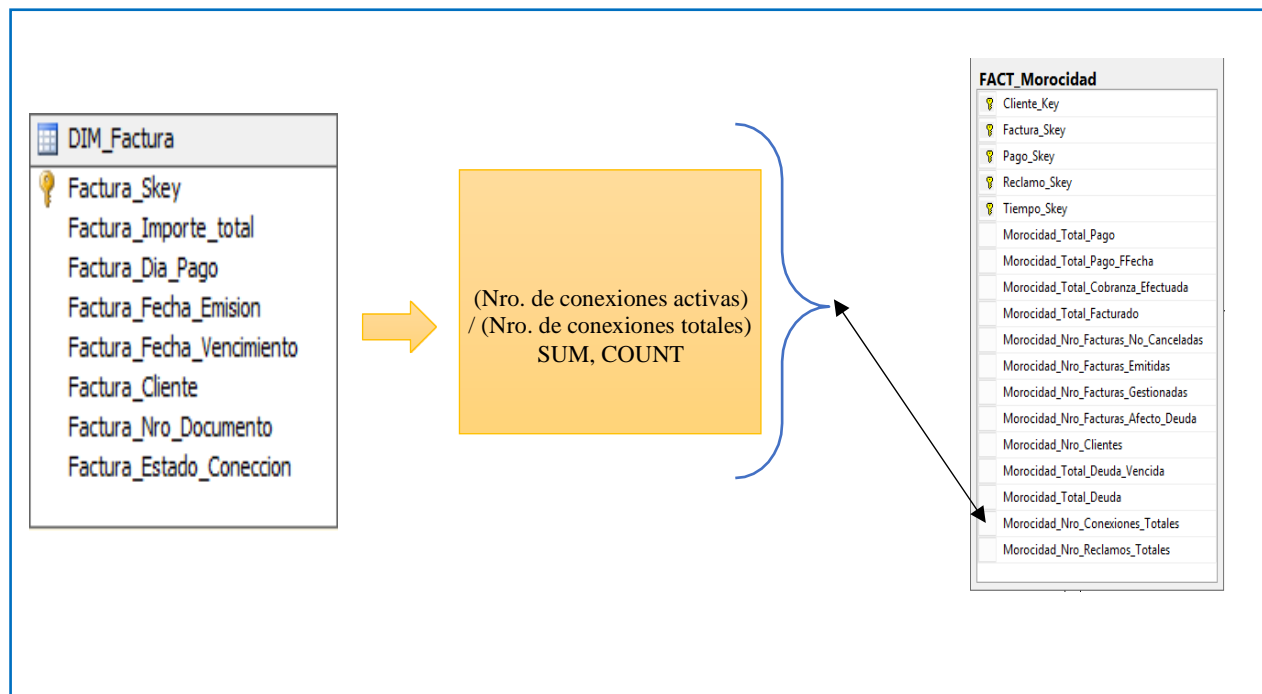 DIM_Factura
Factura_Skey
Factura_Importe_total
Factura_Dia_Pago
Factura_Fecha_Emision
Factura_Fecha_Vencimiento
Factura_Cliente
Factura_Nro_Documento
Factura_Estado_Coneccion
(Nro. de conexiones activas)
/ (Nro. de conexiones totales)
SUM, COUNT
FACT_Morocidad
Cliente_Key
Factura_Skey
Pago_Skey
Reclamo_Skey
Tiempo_Skey
Morocidad_Total_Pago
Morocidad_Total_Pago_FFecha
Morocidad_Total_Cobranza_Efectuada
Morocidad_Total_Facturado
Morocidad_Nro_Facturas_No_Canceladas
Morocidad_Nro_Facturas_Emitidas
Morocidad_Nro_Facturas_Gestionadas
Morocidad_Nro_Facturas_Afecto_Deuda
Morocidad_Nro_Clientes
Morocidad_Total_Deuda_Vencida
Morocidad_Total_Deuda
Morocidad_Nro_Conexiones_Totales
Morocidad_Nro_Reclamos_Totales